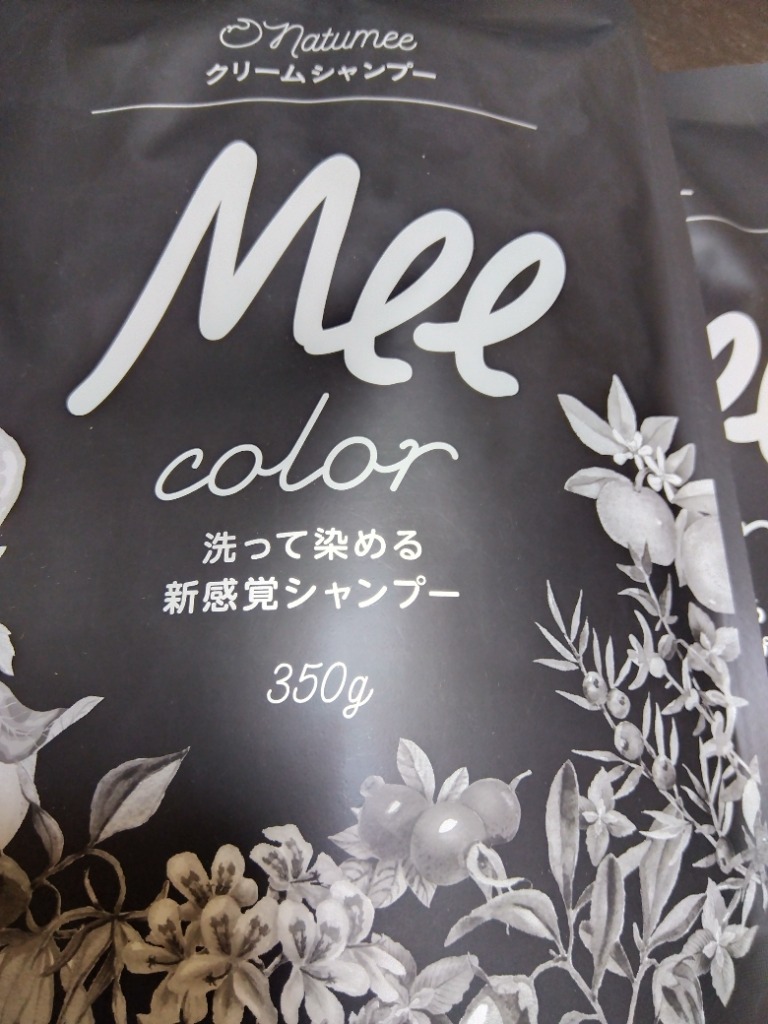 Natumee
クリームシャンプー
Mee
color
洗って染める
新感覚シャンプー
350g